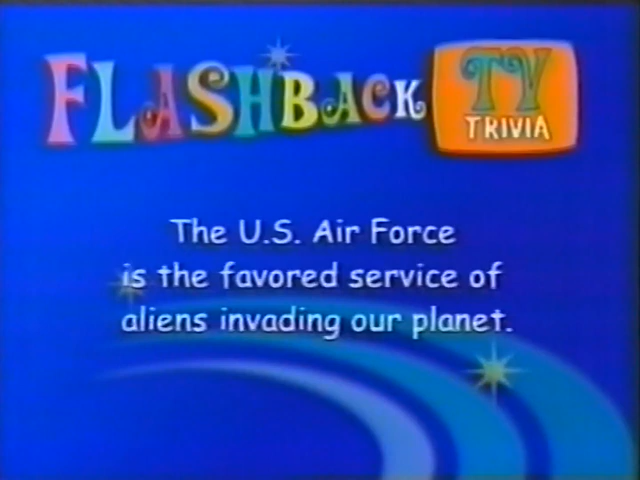 FLASHBACK TV
TRIVIA
The U.S. Air Force
is the favored service of
aliens invading our planet.